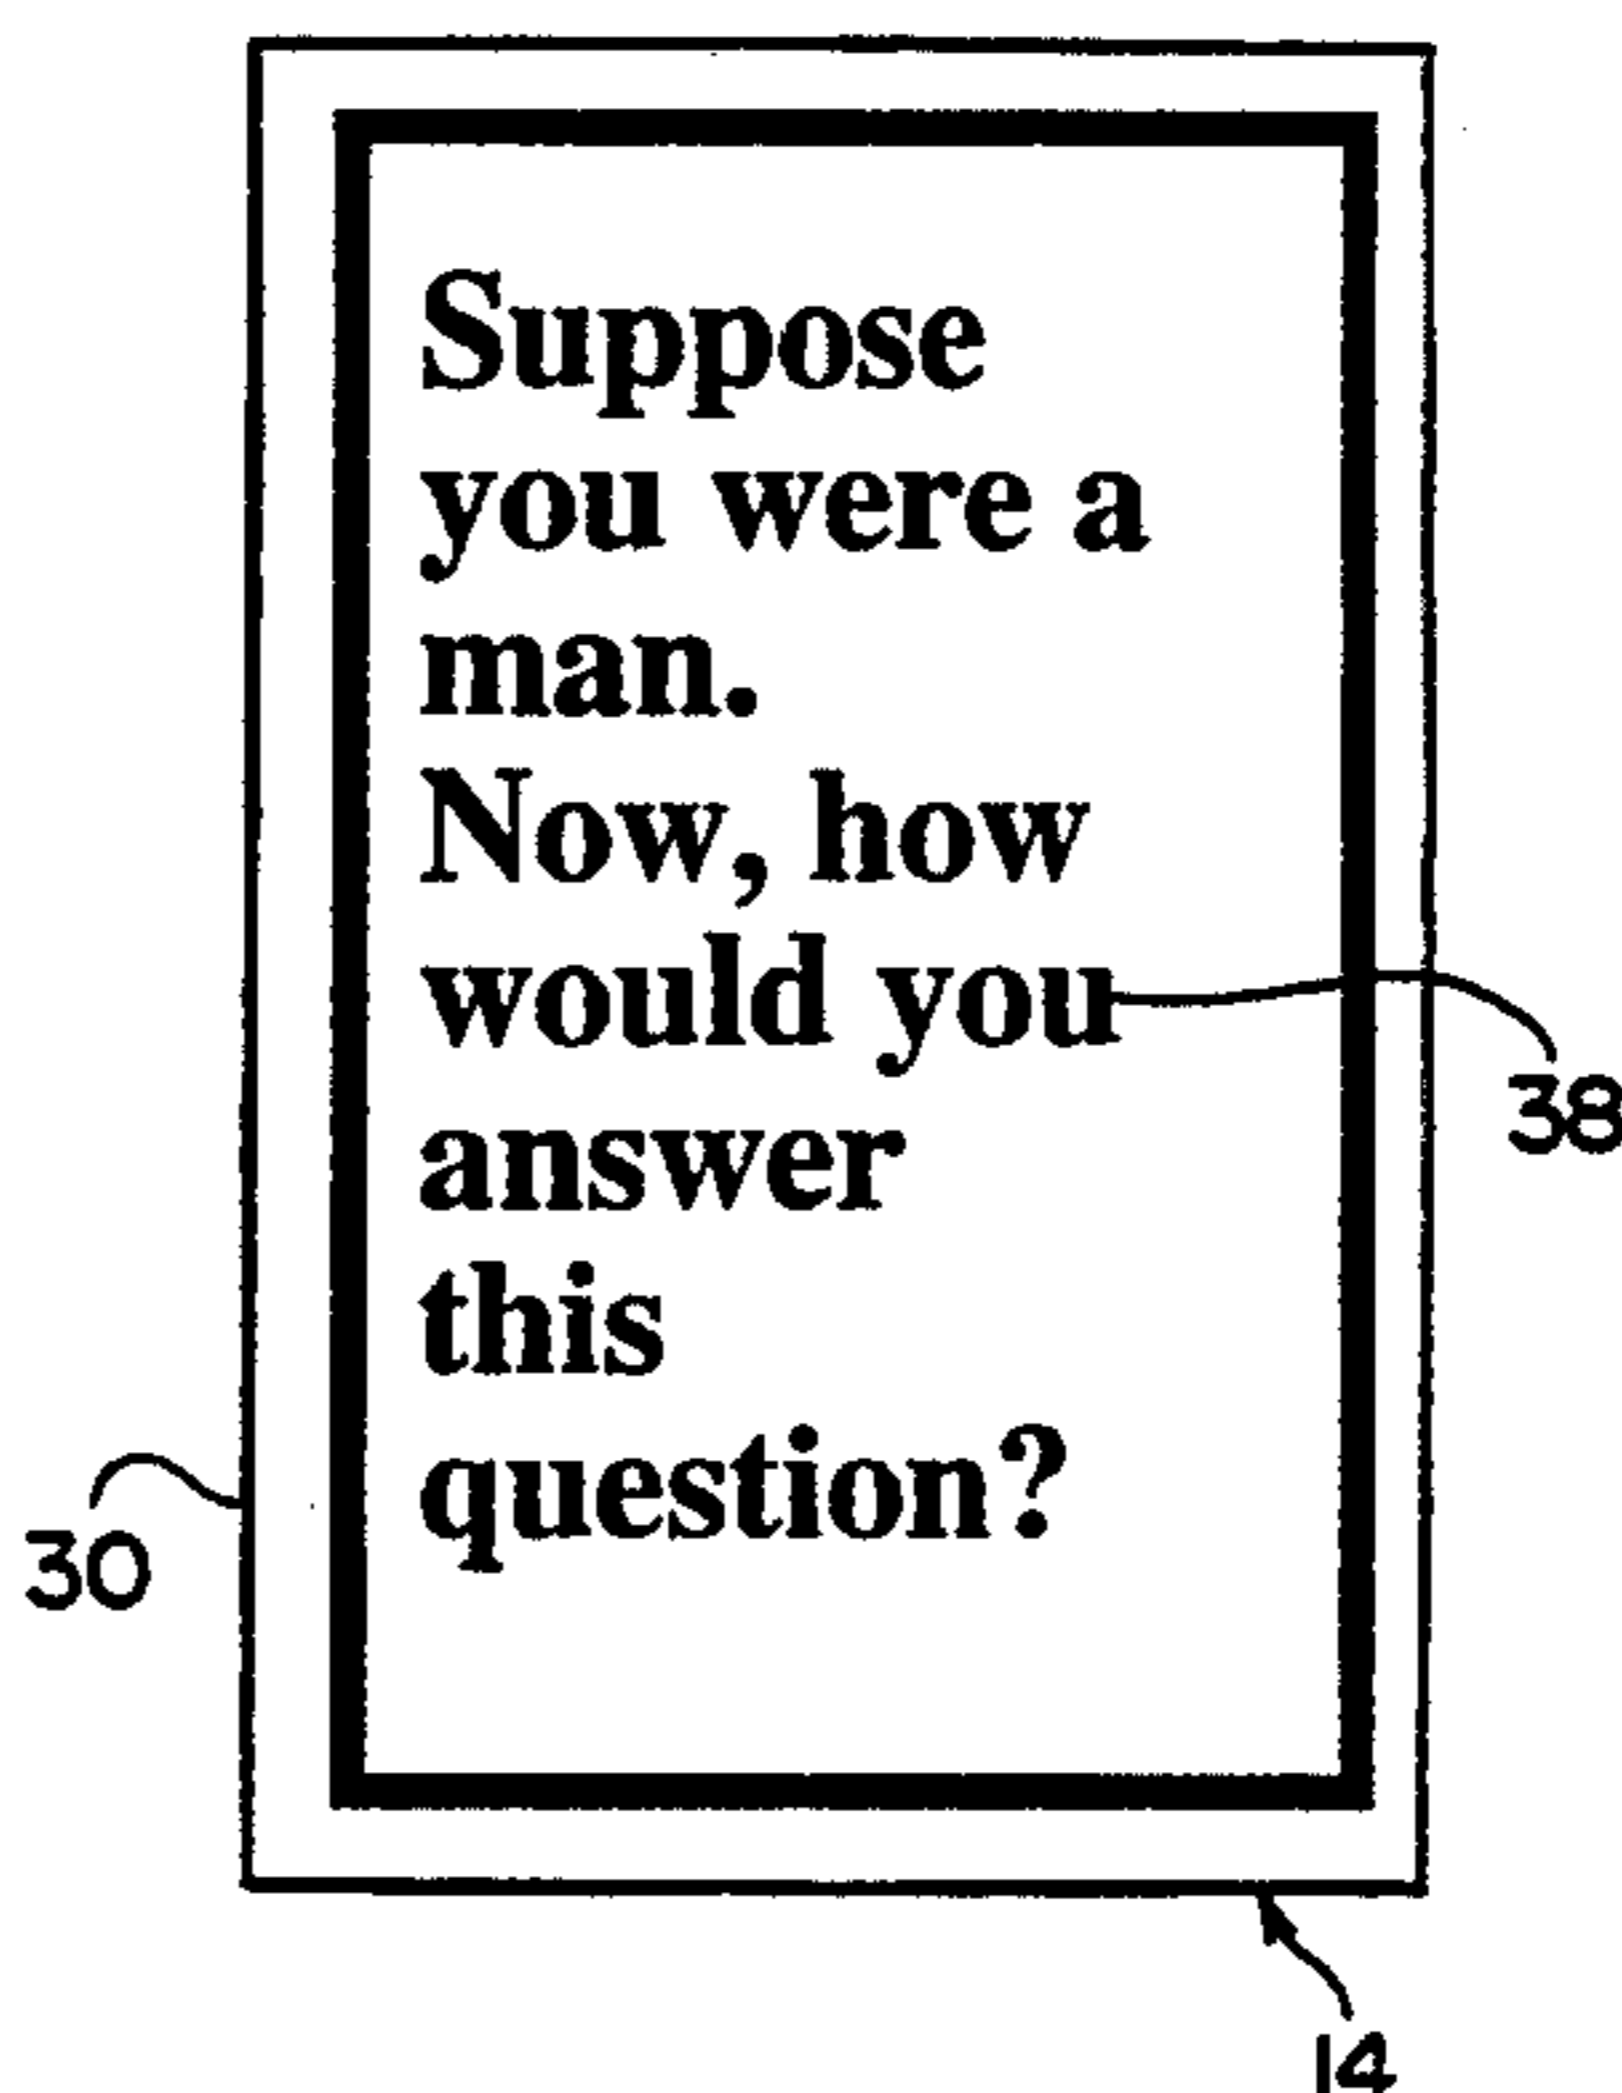 Suppose
you were a
man.
Now, how
would you
answer
this
question?
38
30
14